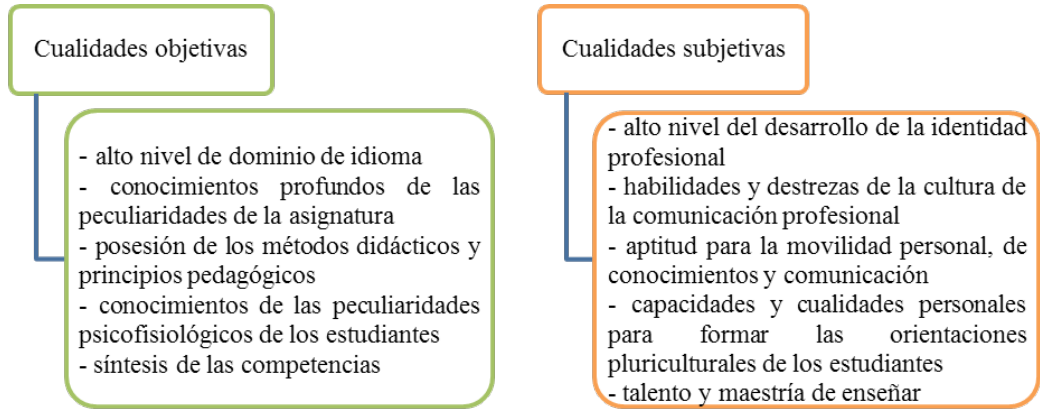 Cualidades objetivas
- alto nivel de dominio de idioma
- conocimientos profundos de las
peculiaridades de la asignatura
- posesión de los métodos didácticos y
principios pedagógicos
- conocimientos de las peculiaridades
psicofisiológicos de los estudiantes
- síntesis de las competencias
Cualidades subjetivas
- alto nivel del desarrollo de la identidad
profesional
- habilidades y destrezas de la cultura de
la comunicación profesional
- aptitud para la movilidad personal, de
conocimientos y comunicación
- capacidades y cualidades personales
para formar las orientaciones
pluriculturales de los estudiantes
- talento y maestría de enseñar